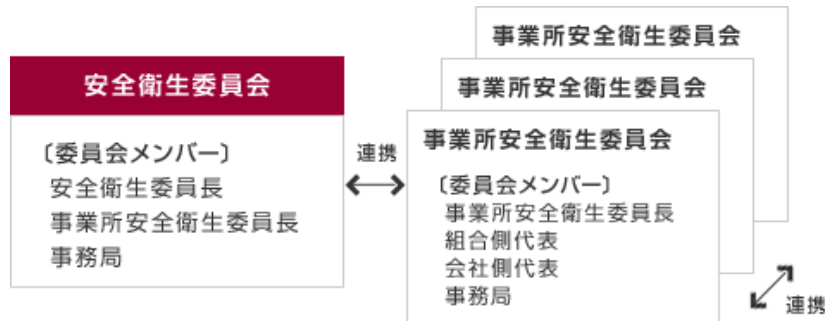 安全衛生委員会
〔委員会メンバー〕
安全衛生委員長
事業所安全衛生委員長
事務局
連携
事業所安全衛生委員会
事業所安全衛生委員会
事業所安全衛生委員会
〔委員会メンバー〕
事業所安全衛生委員長
組合側代表
会社側代表
事務局
連携